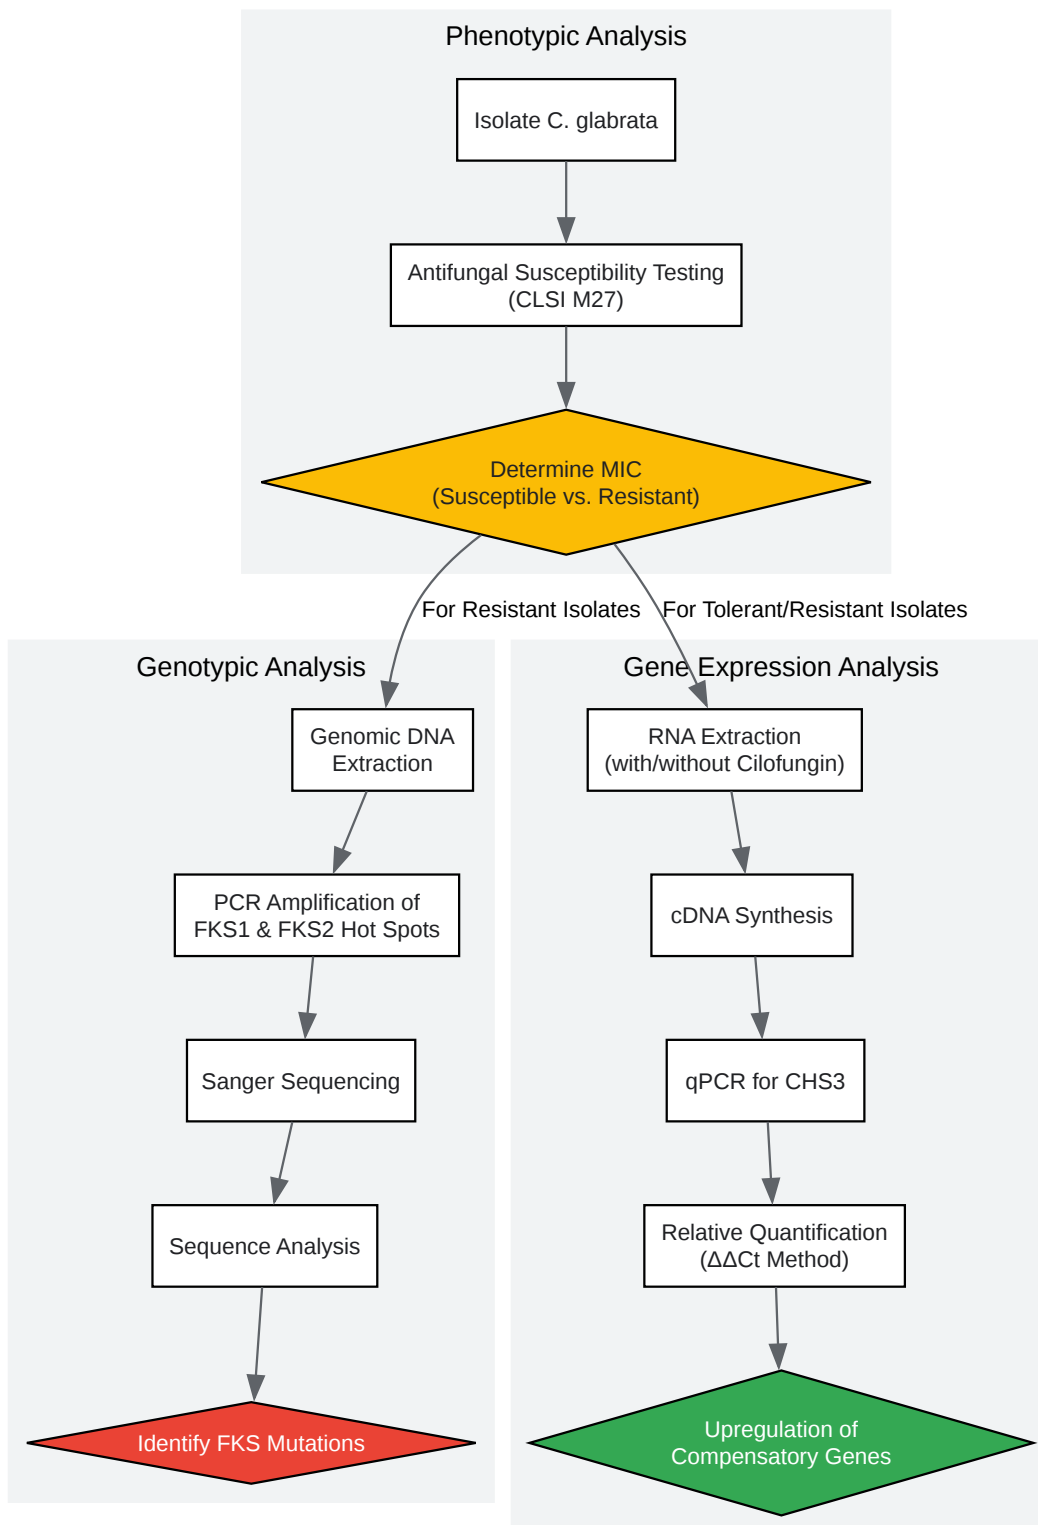 Phenotypic Analysis
Isolate C. glabrata
Antifungal Susceptibility Testing
(CLSI M27)
Determine MIC
(Susceptible vs. Resistant)
For Resistant Isolates
For Tolerant/Resistant Isolates
Genotypic Analysis
Genomic DNA
Extraction
PCR Amplification of
FKS1 & FKS2 Hot Spots
Sanger Sequencing
Sequence Analysis
Identify FKS Mutations
Gene Expression Analysis
RNA Extraction
(with/without Cilofungin)
cDNA Synthesis
qPCR for CHS3
Relative Quantification
(ΔΔCt Method)
Upregulation of
Compensatory Genes